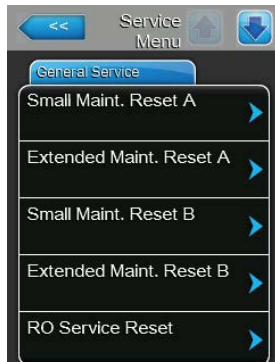 <<
Service
Menu
General Service
Small Maint. Reset A
Extended Maint. Reset A
Small Maint. Reset B
Extended Maint. Reset B
RO Service Reset